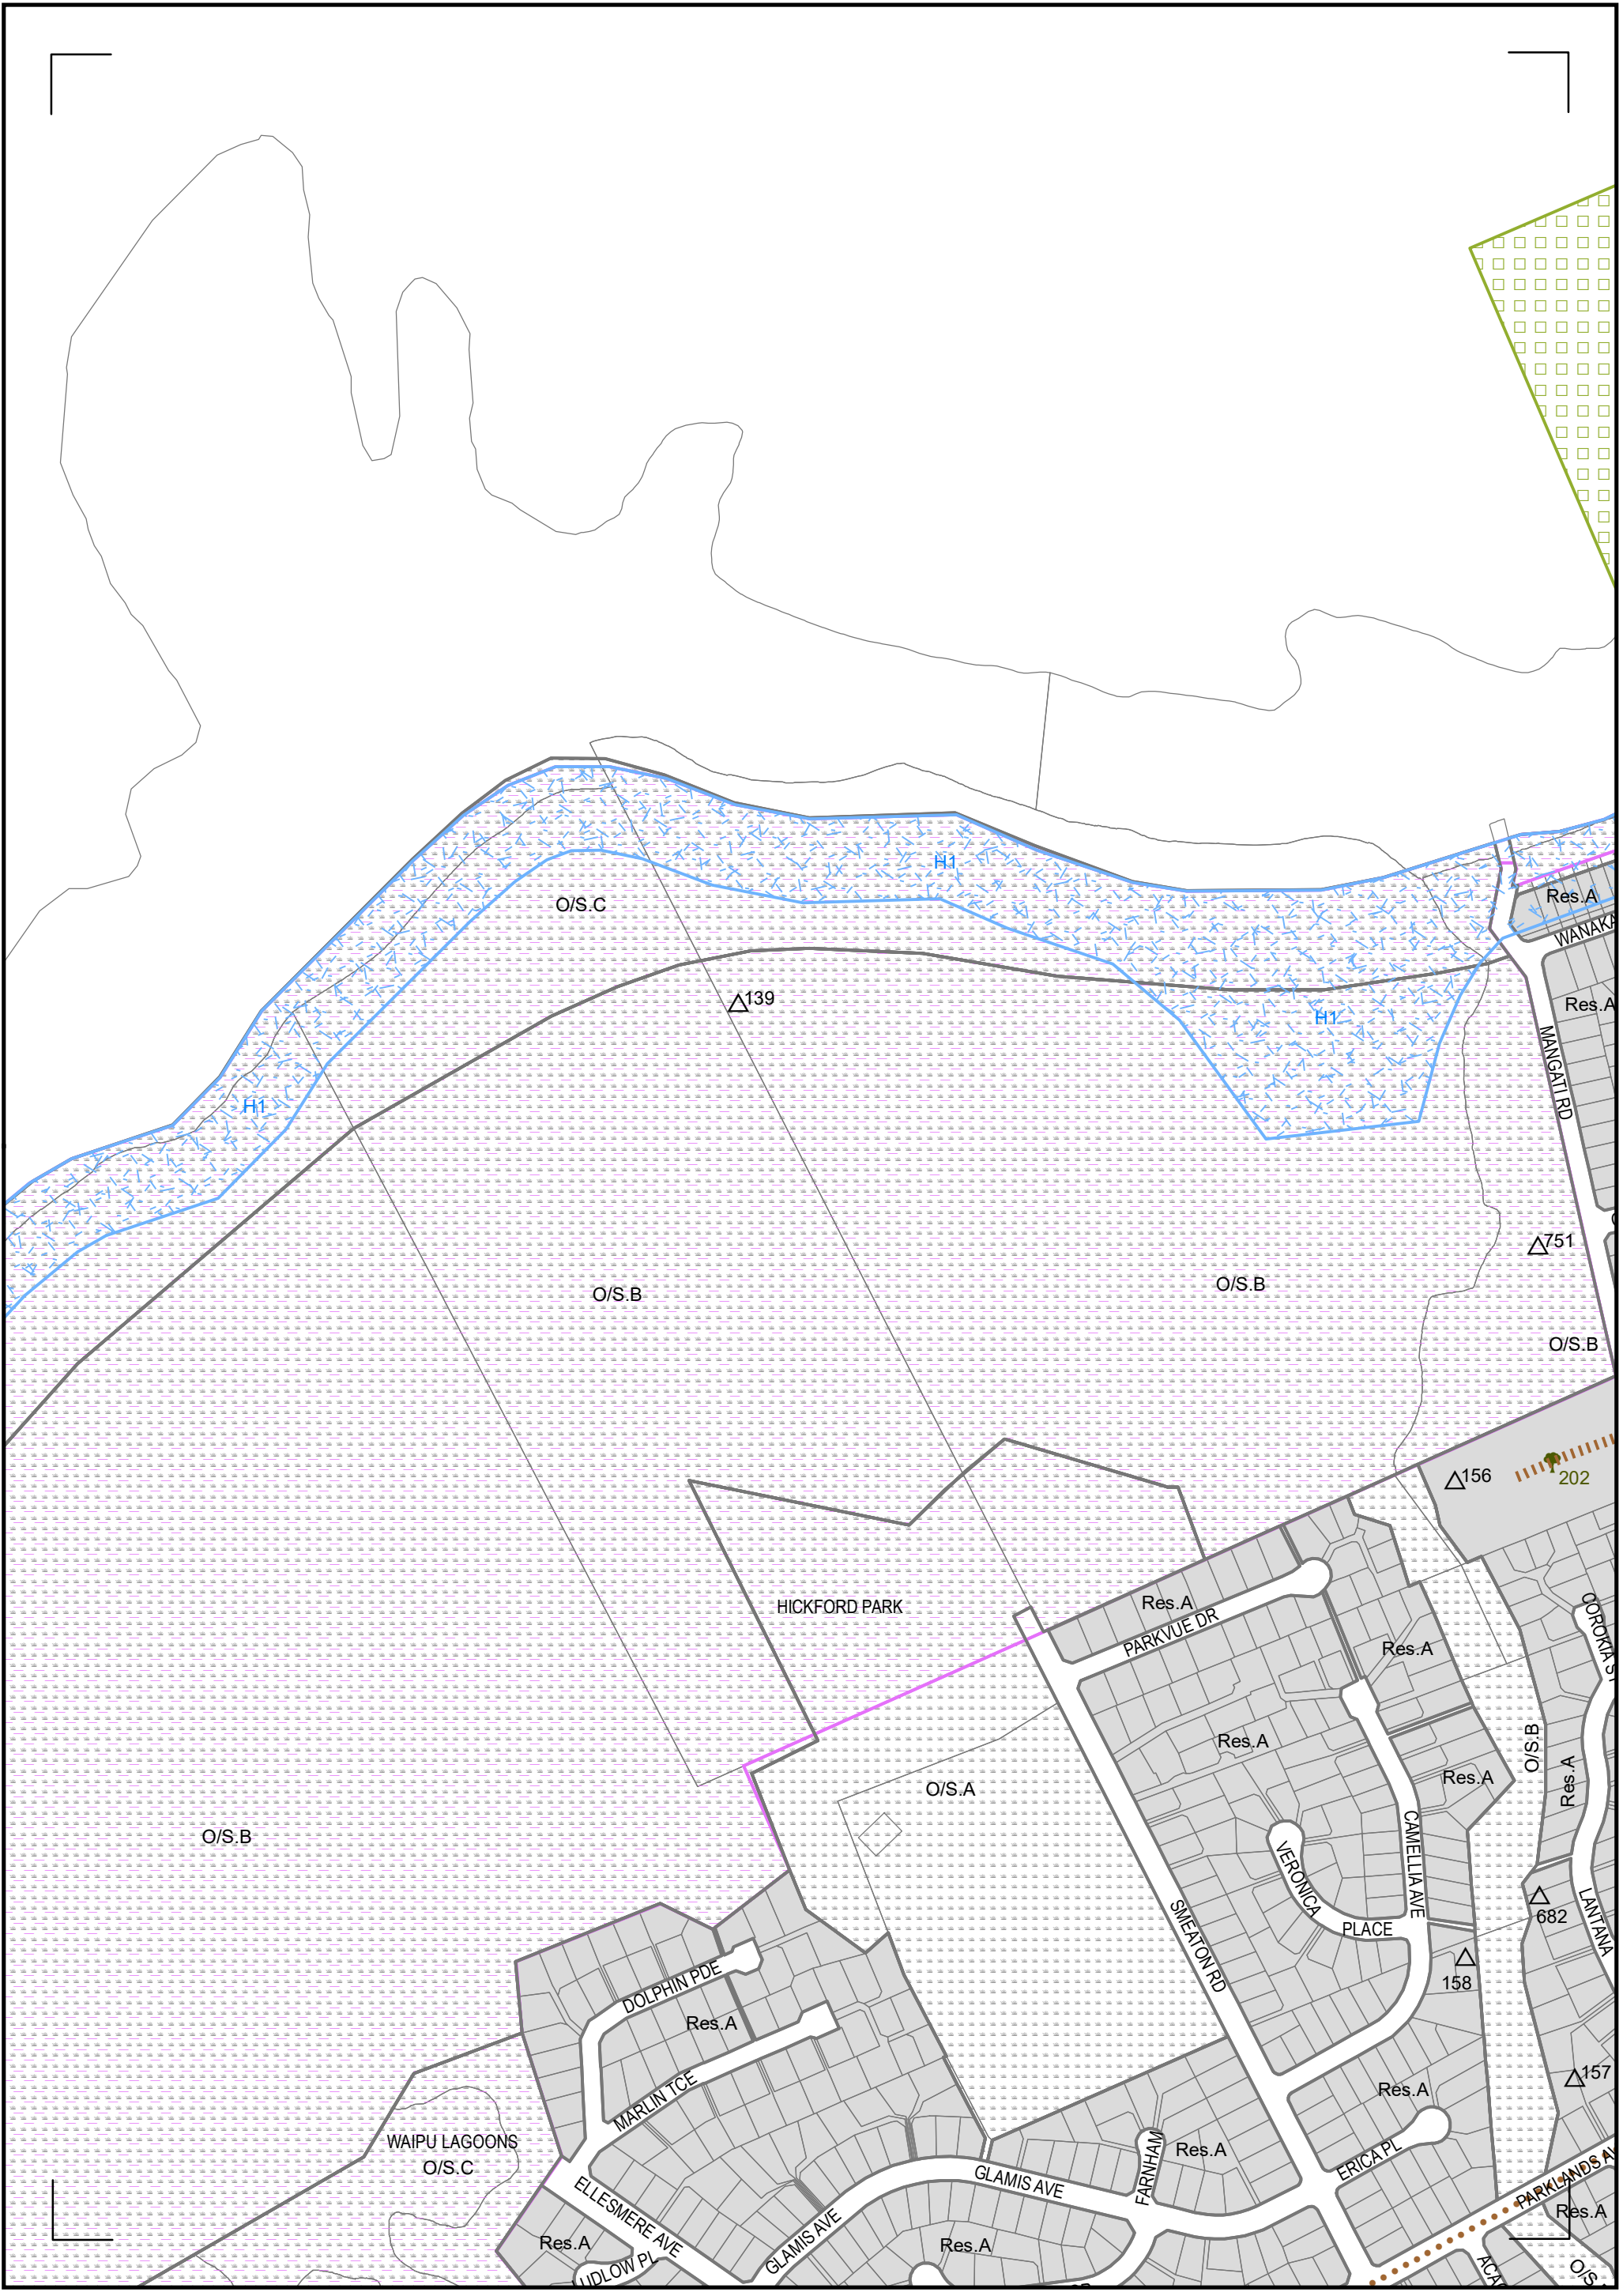 H1
Res.A
WANAKA
O/S.C
139
Res.A
H1
MANGATI RD
H1
751
O/S.B
O/S.B
O/S.B
156
202
HICKFORD PARK
Res.A
PARKVUE DR
COROKIA
Res.A
Res.A
O/S.B
Res.A
Res.A
O/S.A
CAMELLIA AVE
O/S.B
VERONICA
PLACE
682
LANTANA
SMEATON RD
158
DOLPHIN PDE
Res.A
MARLIN TCE
157
Res.A
WAIPU LAGOONS
O/S.C
FARNHAM
Res.A
ERICA PL
GLAMIS AVE
PARKLANDS
Res.A
ELLESMERE AVE
GLAMIS AVE
Res.A
Res.A
LUDLOW PL
O/S